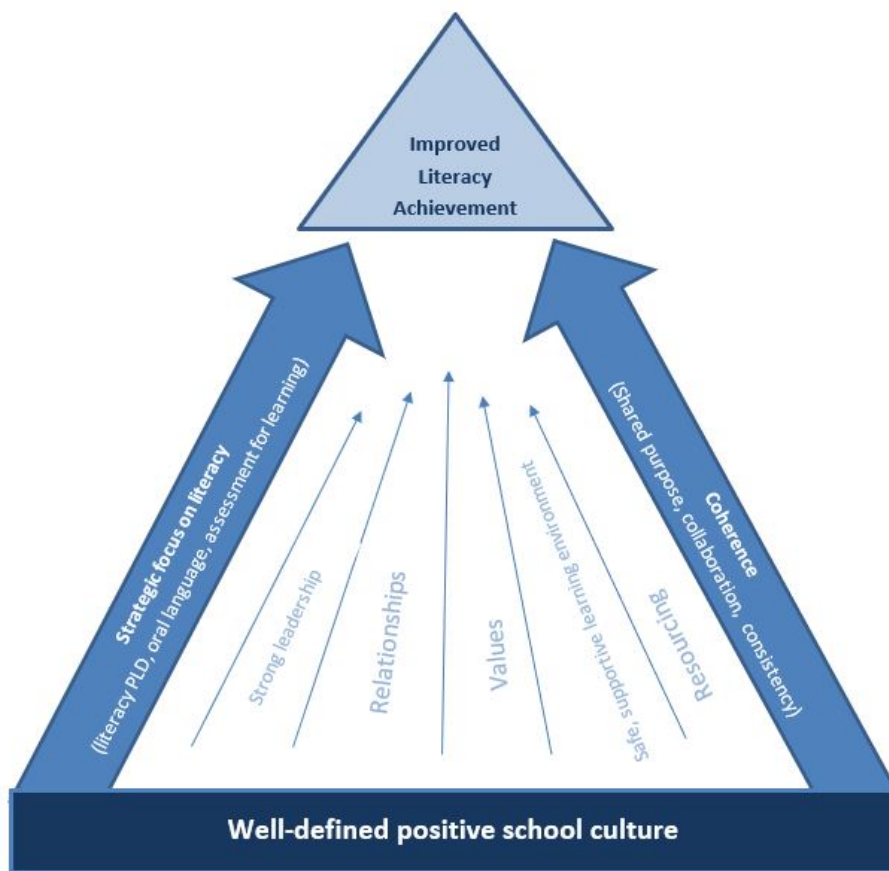 Improved
Literacy
Achievement
Strategic focus on literacy
(literacy PLD, oral language, assessment for learning)
Strong leadership
Relationships
Values
Safe, supportive learning environment
Resourcing
Coherence
(Shared purpose, collaboration, consistency)
Well-defined positive school culture